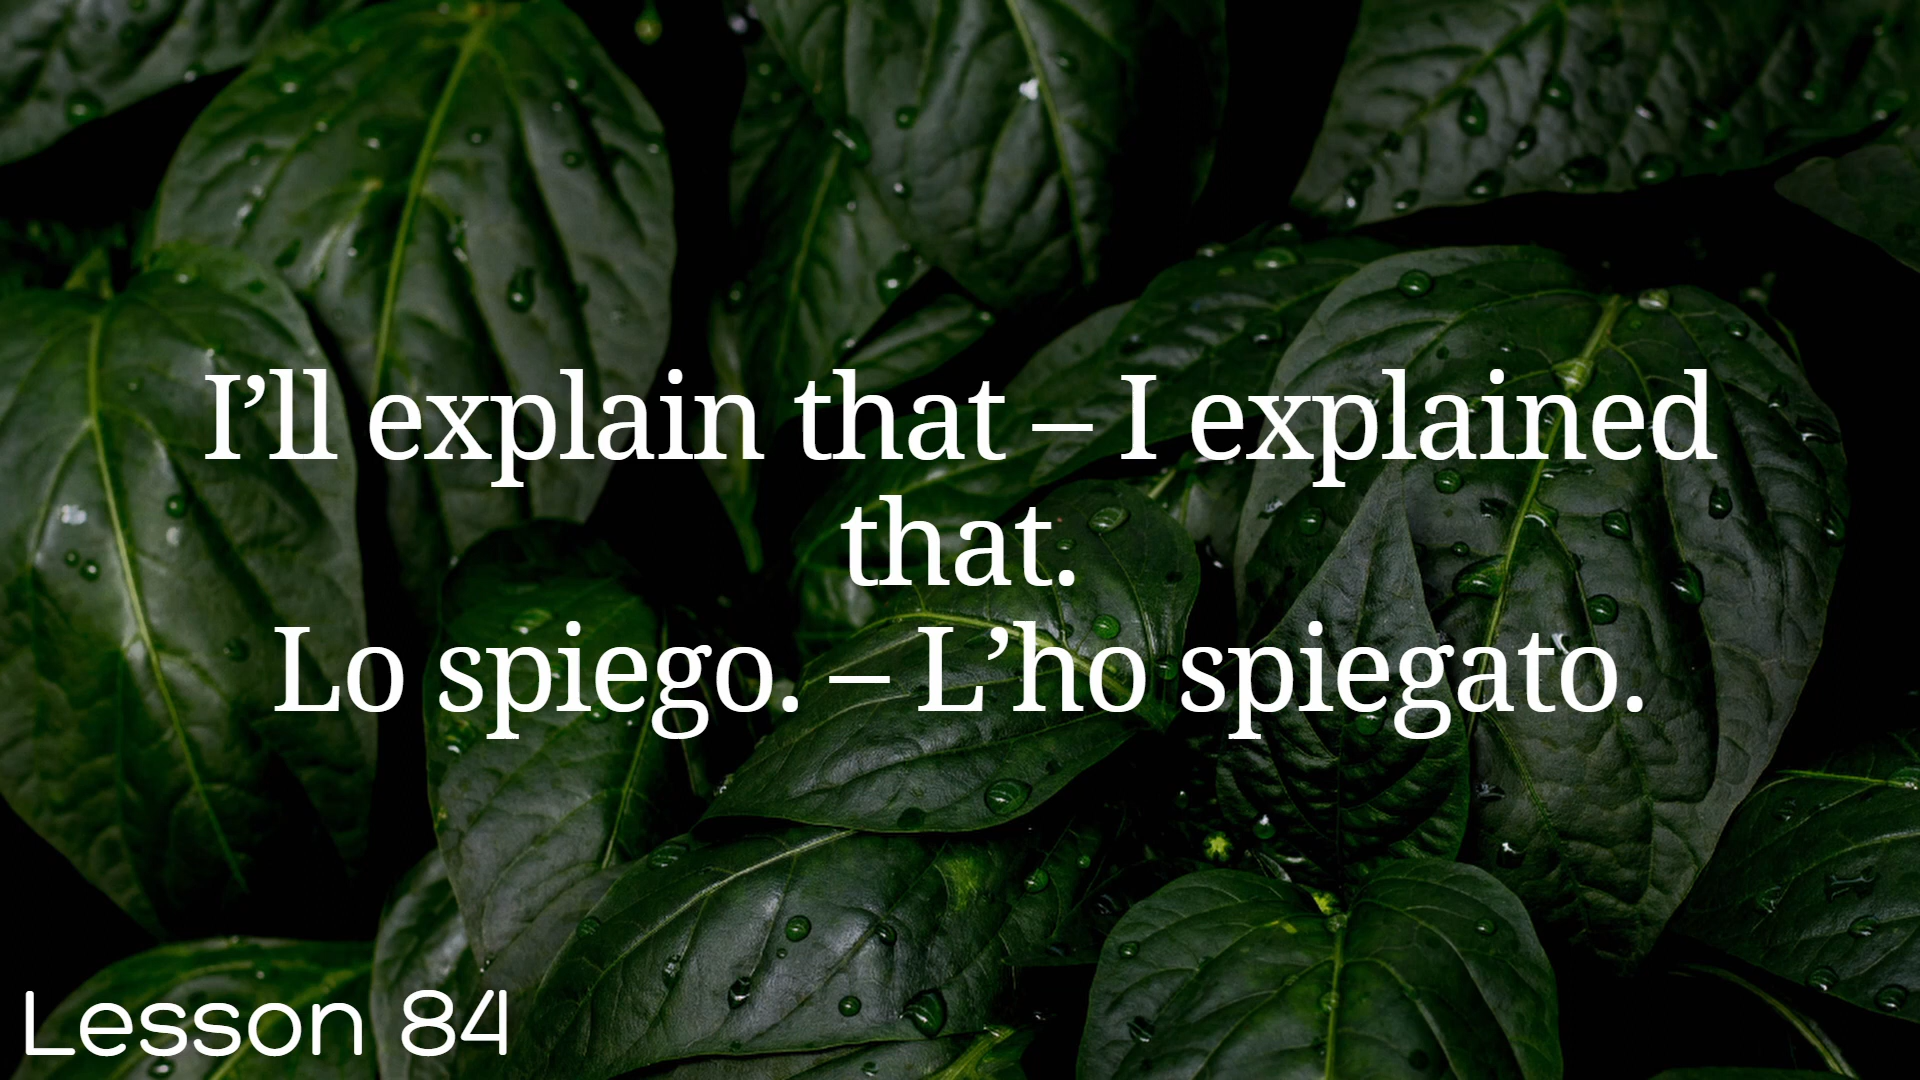 I’ll explain that – I explained
that.
Lo spiego. – L’ho spiegato.
Lesson 84